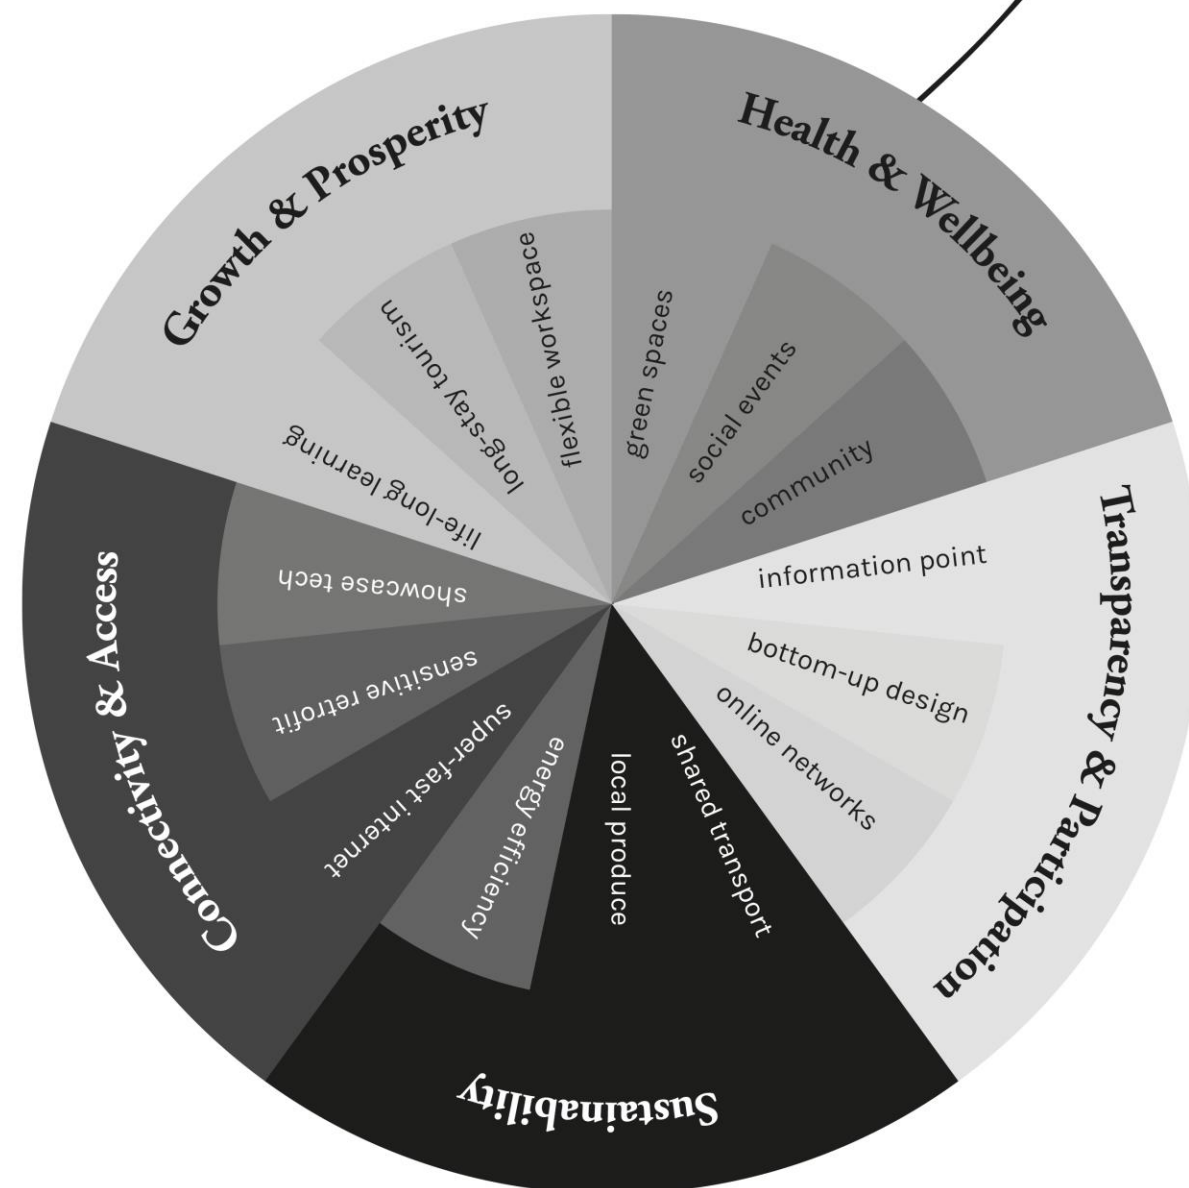 Health & Wellbeing
green spaces
social events
community
Transparency & Participation
information point
bottom-up design
online networks
Sustainability
shared transport
local produce
energy efficiency
Connectivity & Access
super-fast internet
sensitive retrofit
showcase tech
Growth & Prosperity
life-long learning
long-stay tourism
flexible workspace